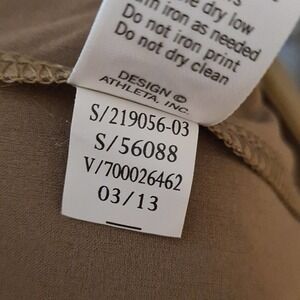 dry low
iron as needed
Do not iron print
Do not dry clean
DESIGN ©
ATHLETA, INC.
S/219056-03
S/56088
V/700026462
03/13